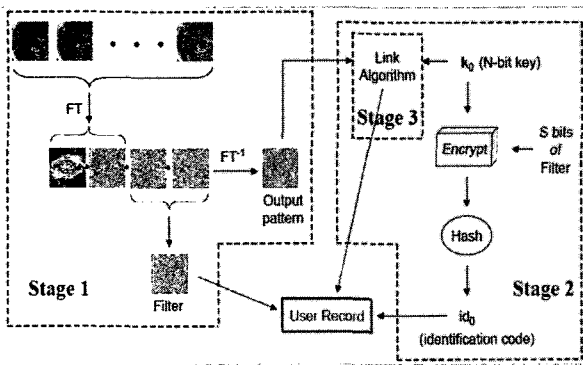 FT
FT-1
Output
pattern
Filter
Stage 1
Link
Algorithm
Stage 3
k0 (N-bit key)
Encrypt
S bits
of
Filter
Hash
Stage 2
id0
(identification code)
User Record